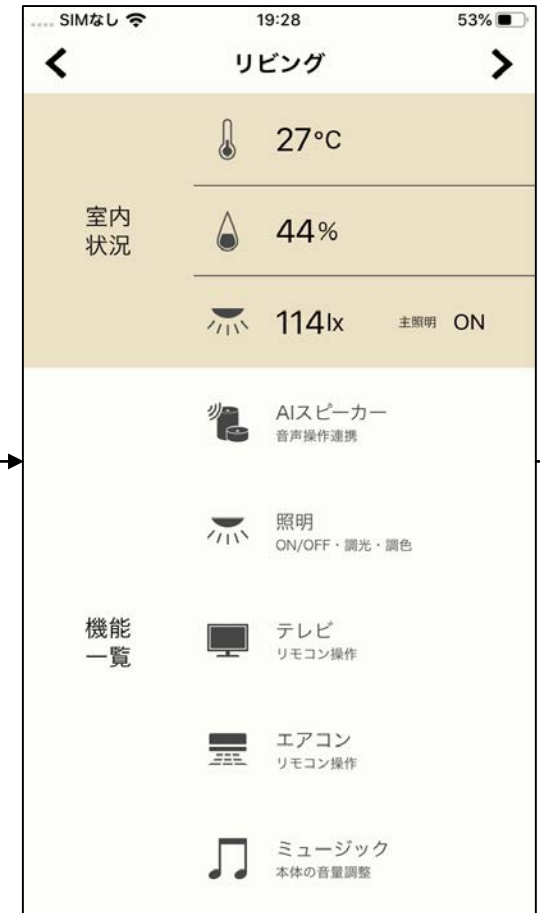 SIMなし 19:28 53%
リビング
27°C
室内
状況
44%
114lx 主照明 ON
AIスピーカー
音声操作連携
照明
ON/OFF・調光・調色
機能
一覧
テレビ
リモコン操作
エアコン
リモコン操作
ミュージック
本体の音量調整